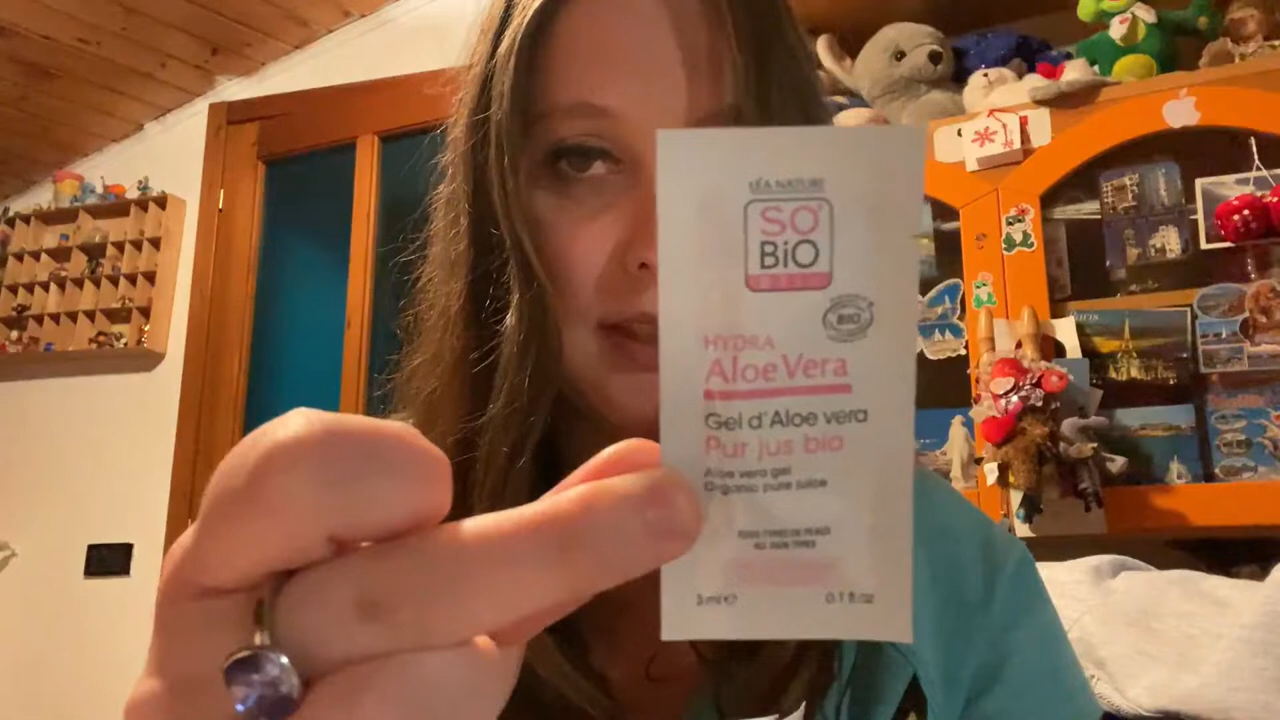 LÉA NATURE
SO'
BiO
BIO
HYDRA
Aloe Vera
Gel d'Aloe vera
Pur jus bio
Aloe vera gel
Organic pure juice
TOUS TYPES DE PEAUX
ALL SKIN TYPES
3 ml e 0.1 fl.oz
Paris